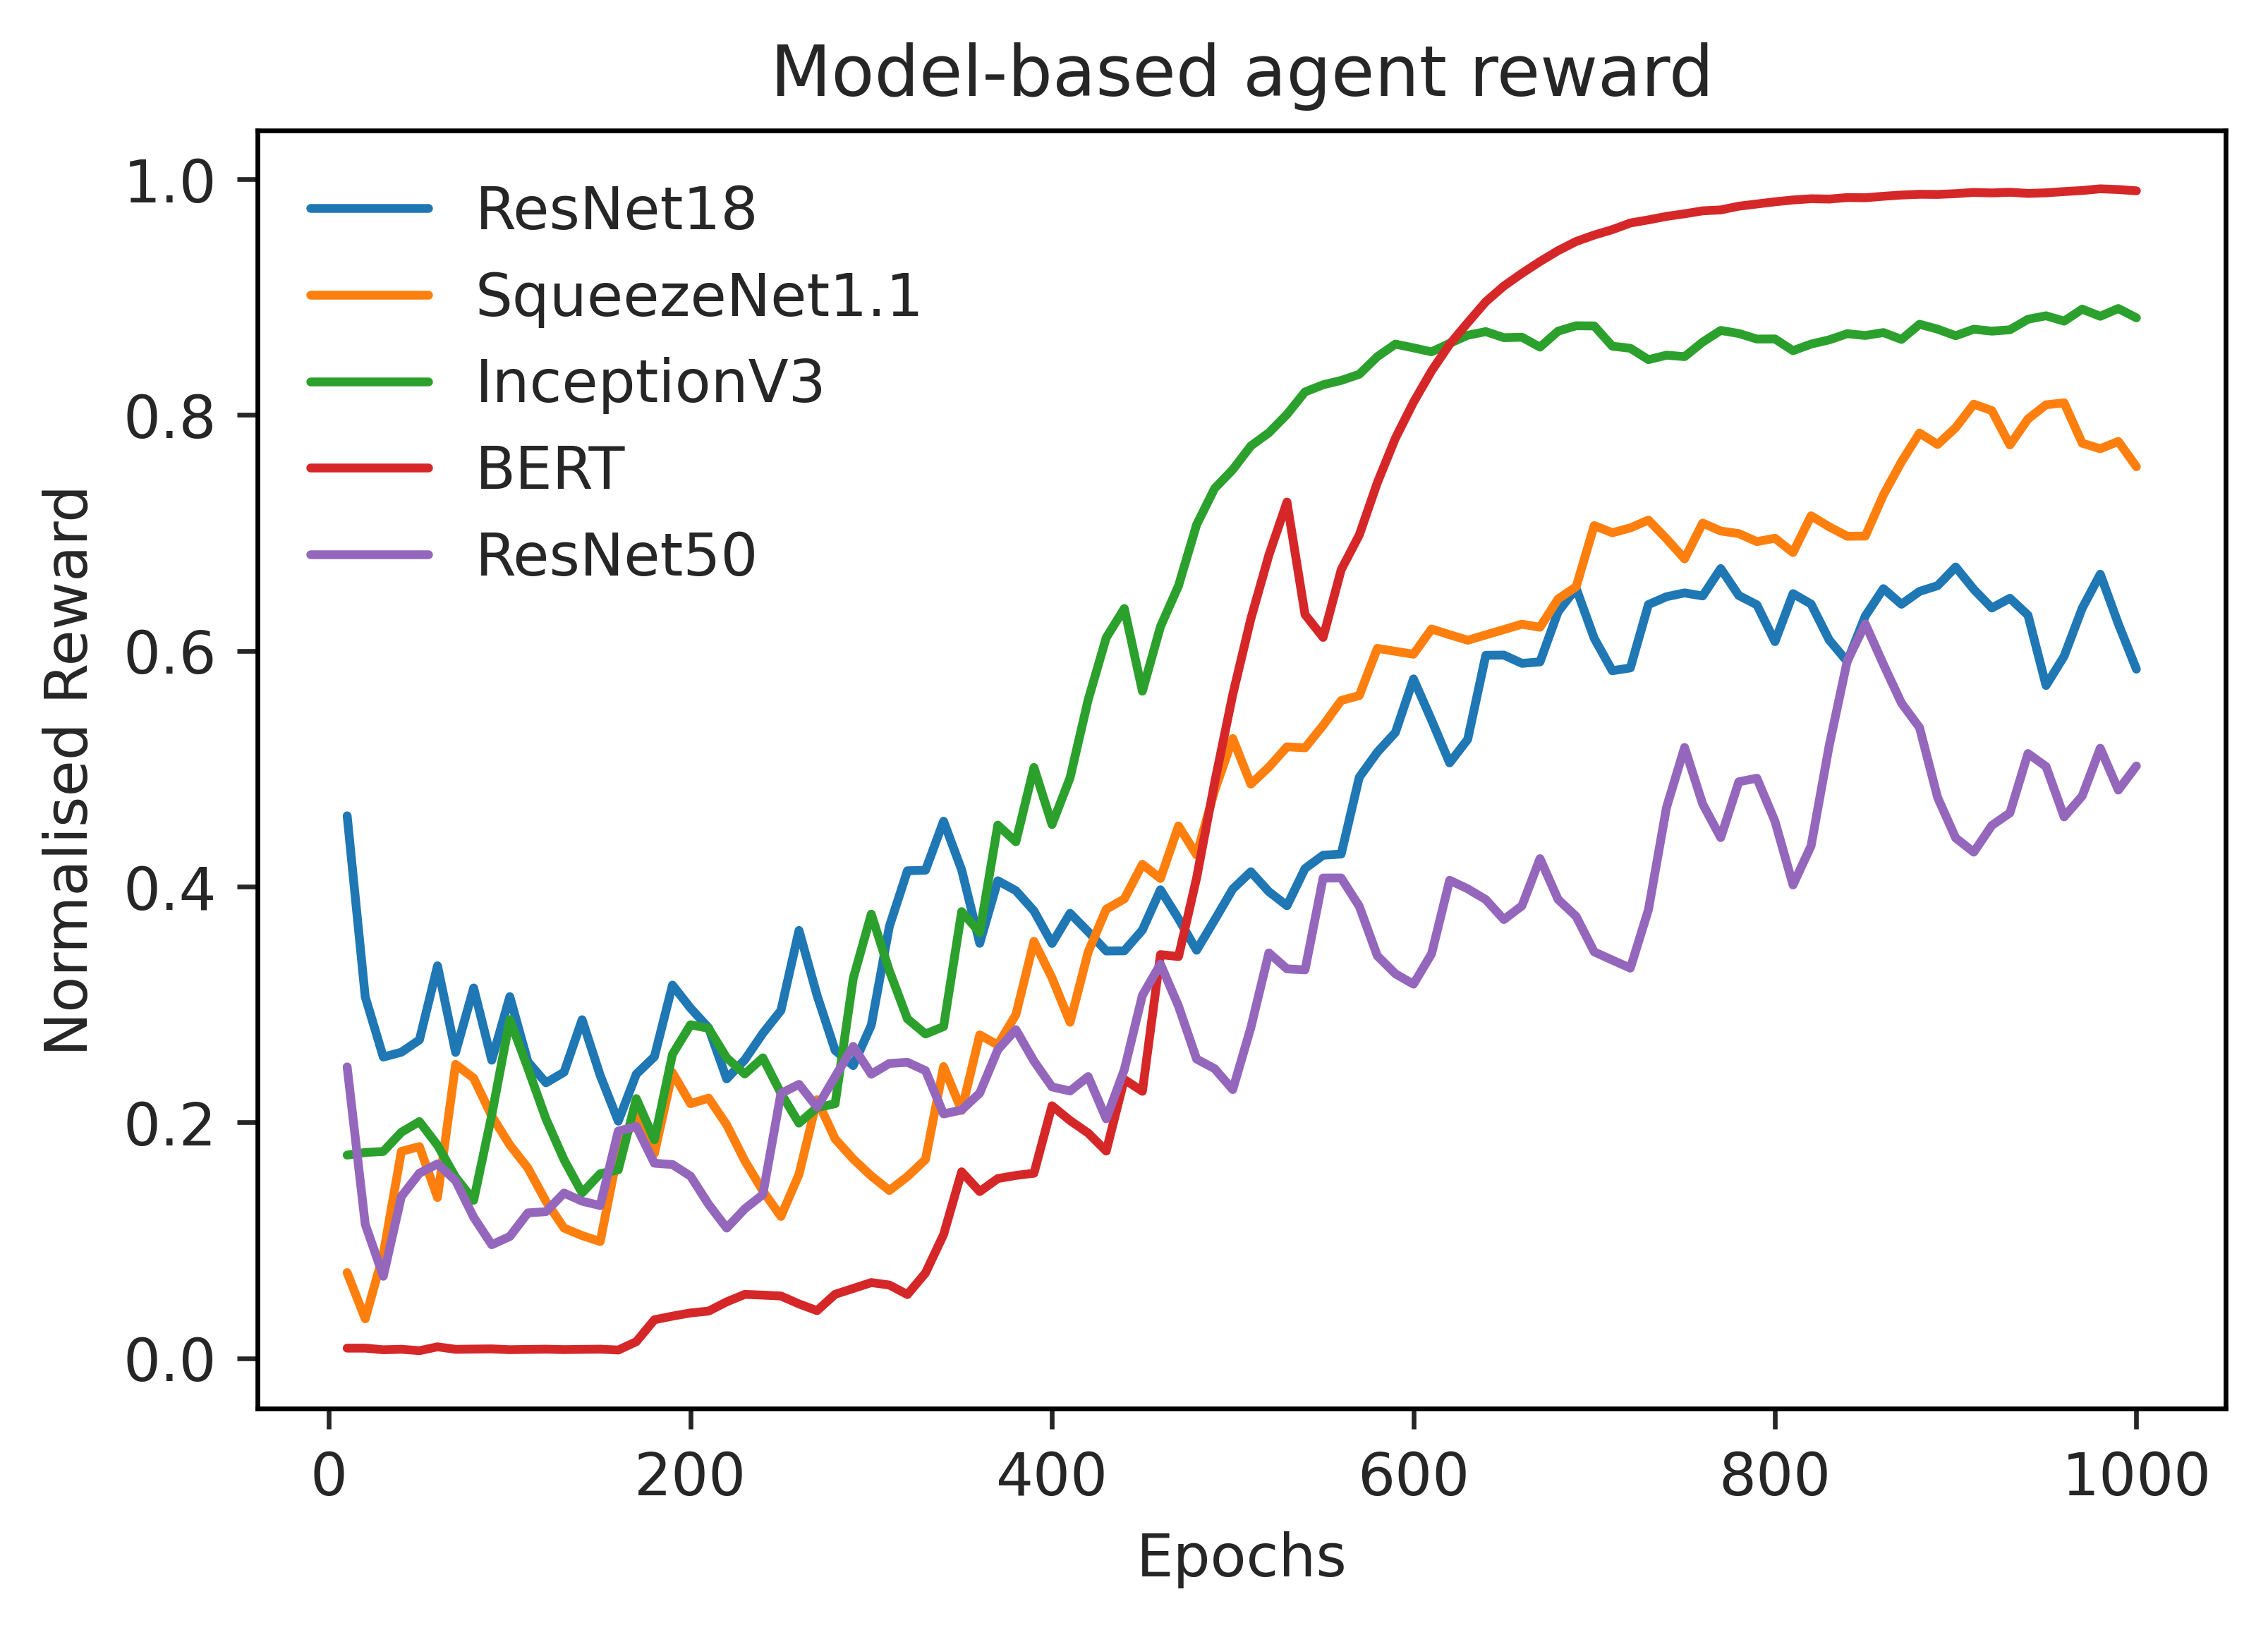 Model-based agent reward
1.0
0.8
0.6
0.4
0.2
0.0
Normalised Reward
ResNet18
SqueezeNet1.1
InceptionV3
BERT
ResNet50
0 200 400 600 800 1000
Epochs